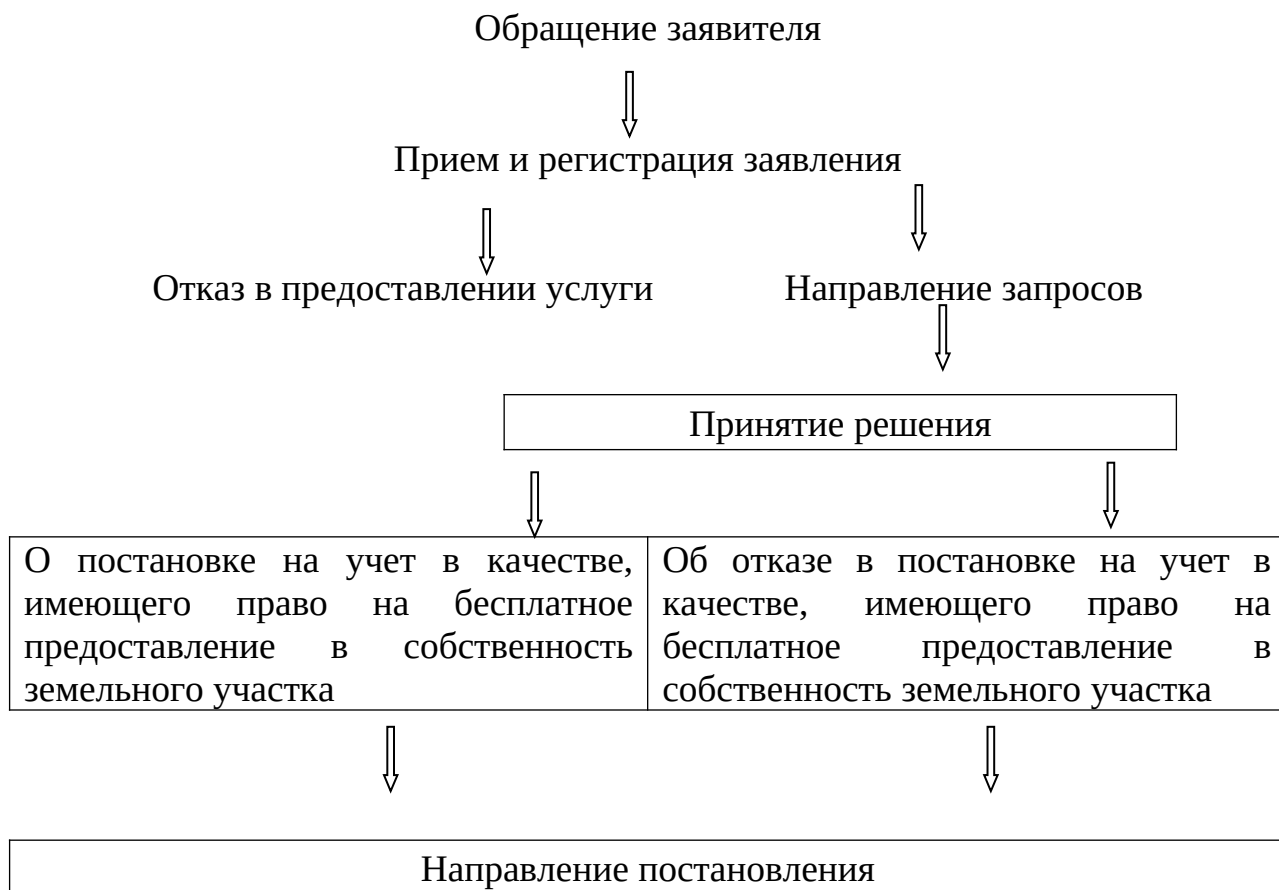 Обращение заявителя
Прием и регистрация заявления
Отказ в предоставлении услуги
Направление запросов
Принятие решения
О постановке на учет в качестве,
имеющего право на бесплатное
предоставление в собственность
земельного участка
Об отказе в постановке на учет в
качестве, имеющего право на
бесплатное предоставление в
собственность земельного участка
Направление постановления